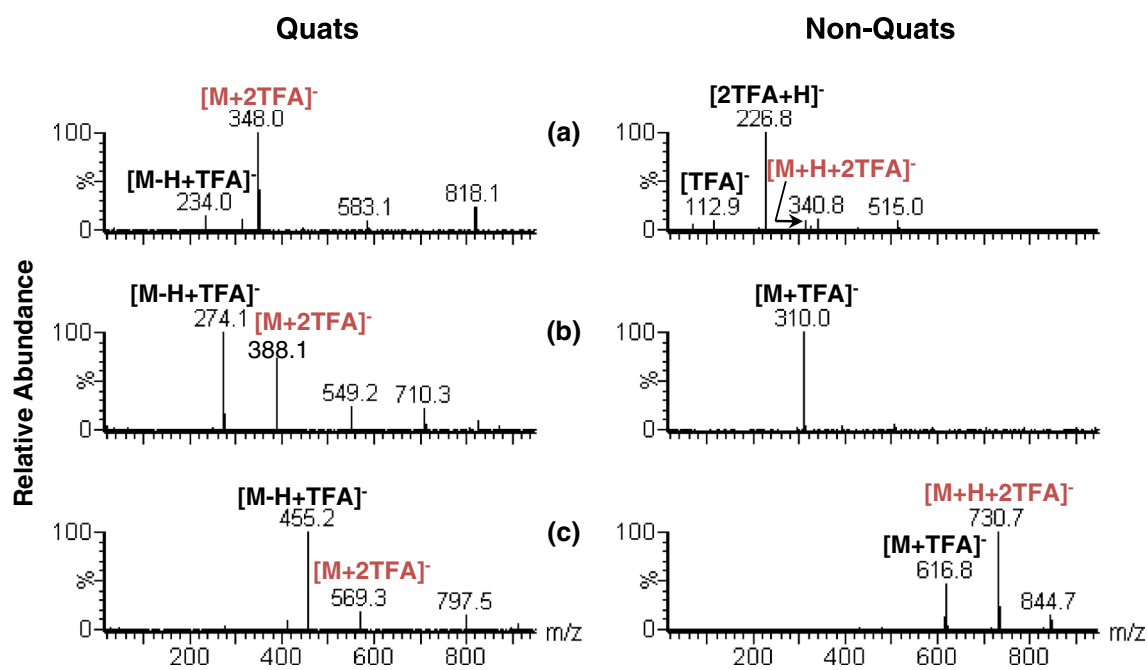 Quats
Non-Quats
(a)
[M+2TFA]-
348.0
100
[M-H+TFA]-
234.0
583.1
818.1
%
0
[2TFA+H]-
226.8
100
[M+H+2TFA]-
[TFA]-
112.9
340.8
515.0
%
0
(b)
[M-H+TFA]-
274.1
[M+2TFA]-
100
388.1
549.2
710.3
%
0
[M+TFA]-
310.0
100
%
0
(c)
[M-H+TFA]-
455.2
100
[M+2TFA]-
569.3
797.5
%
0
200 400 600 800
m/z
[M+H+2TFA]-
730.7
100
[M+TFA]-
616.8
844.7
%
0
200 400 600 800
m/z
Relative Abundance